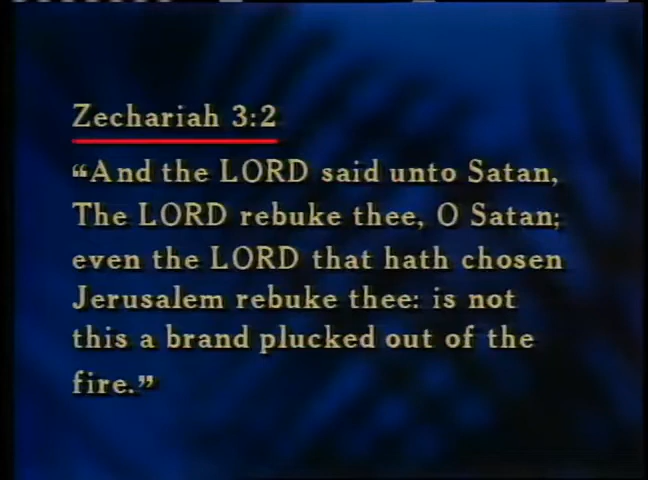 Zechariah 3:2
“And the LORD said unto Satan,
The LORD rebuke thee, O Satan;
even the LORD that hath chosen
Jerusalem rebuke thee: is not
this a brand plucked out of the
fire.”